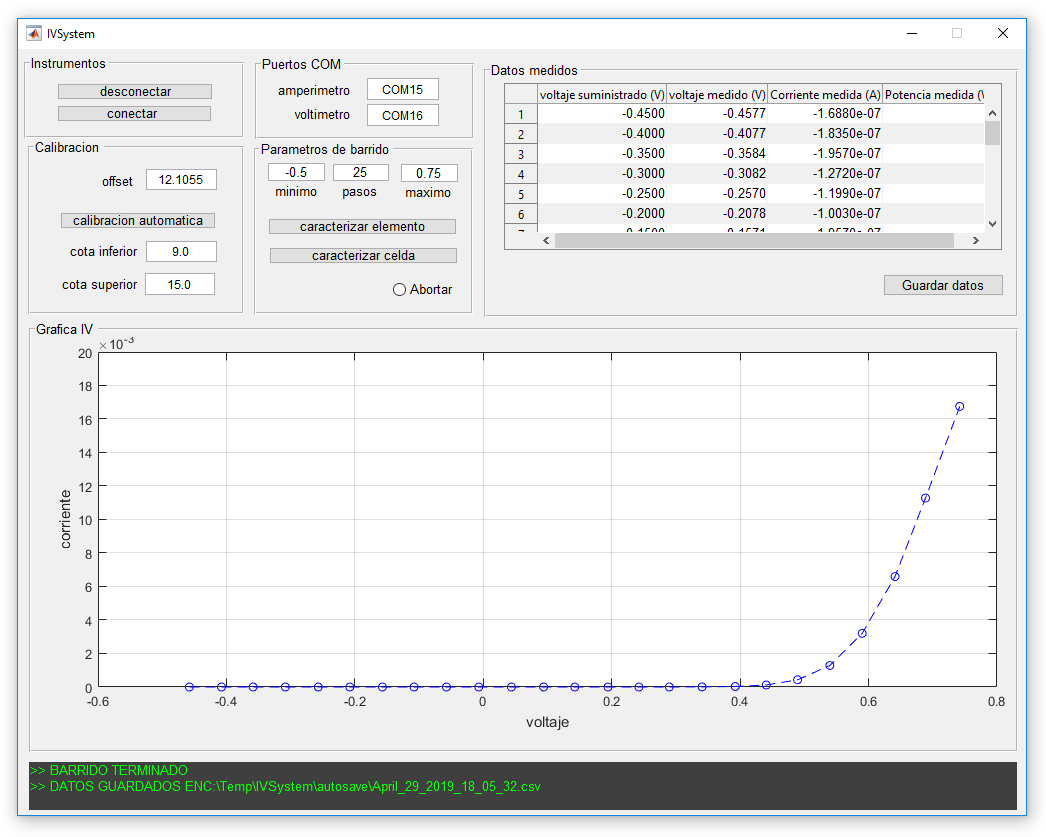 IVSystem
Instrumentos
desconectar
conectar
Puertos COM
amperimetro COM15
voltimetro COM16
Calibracion
offset 12.1055
calibracion automatica
cota inferior 9.0
cota superior 15.0
Parametros de barrido
-0.5 25 0.75
minimo pasos maximo
caracterizar elemento
caracterizar celda
Abortar
Datos medidos
voltaje suministrado (V) voltaje medido (V) Corriente medida (A) Potencia medida (
1 -0.4500 -0.4577 -1.6880e-07
2 -0.4000 -0.4077 -1.8350e-07
3 -0.3500 -0.3584 -1.9570e-07
4 -0.3000 -0.3082 -1.2720e-07
5 -0.2500 -0.2570 -1.1990e-07
6 -0.2000 -0.2078 -1.0030e-07
Guardar datos
Grafica IV
×10-3
20
18
16
14
12
10
8
6
4
2
0
corriente
-0.6 -0.4 -0.2 0 0.2 0.4 0.6 0.8
voltaje
>> BARRIDO TERMINADO
>> DATOS GUARDADOS ENC:\Temp\IVSystem\autosave\April_29_2019_18_05_32.csv